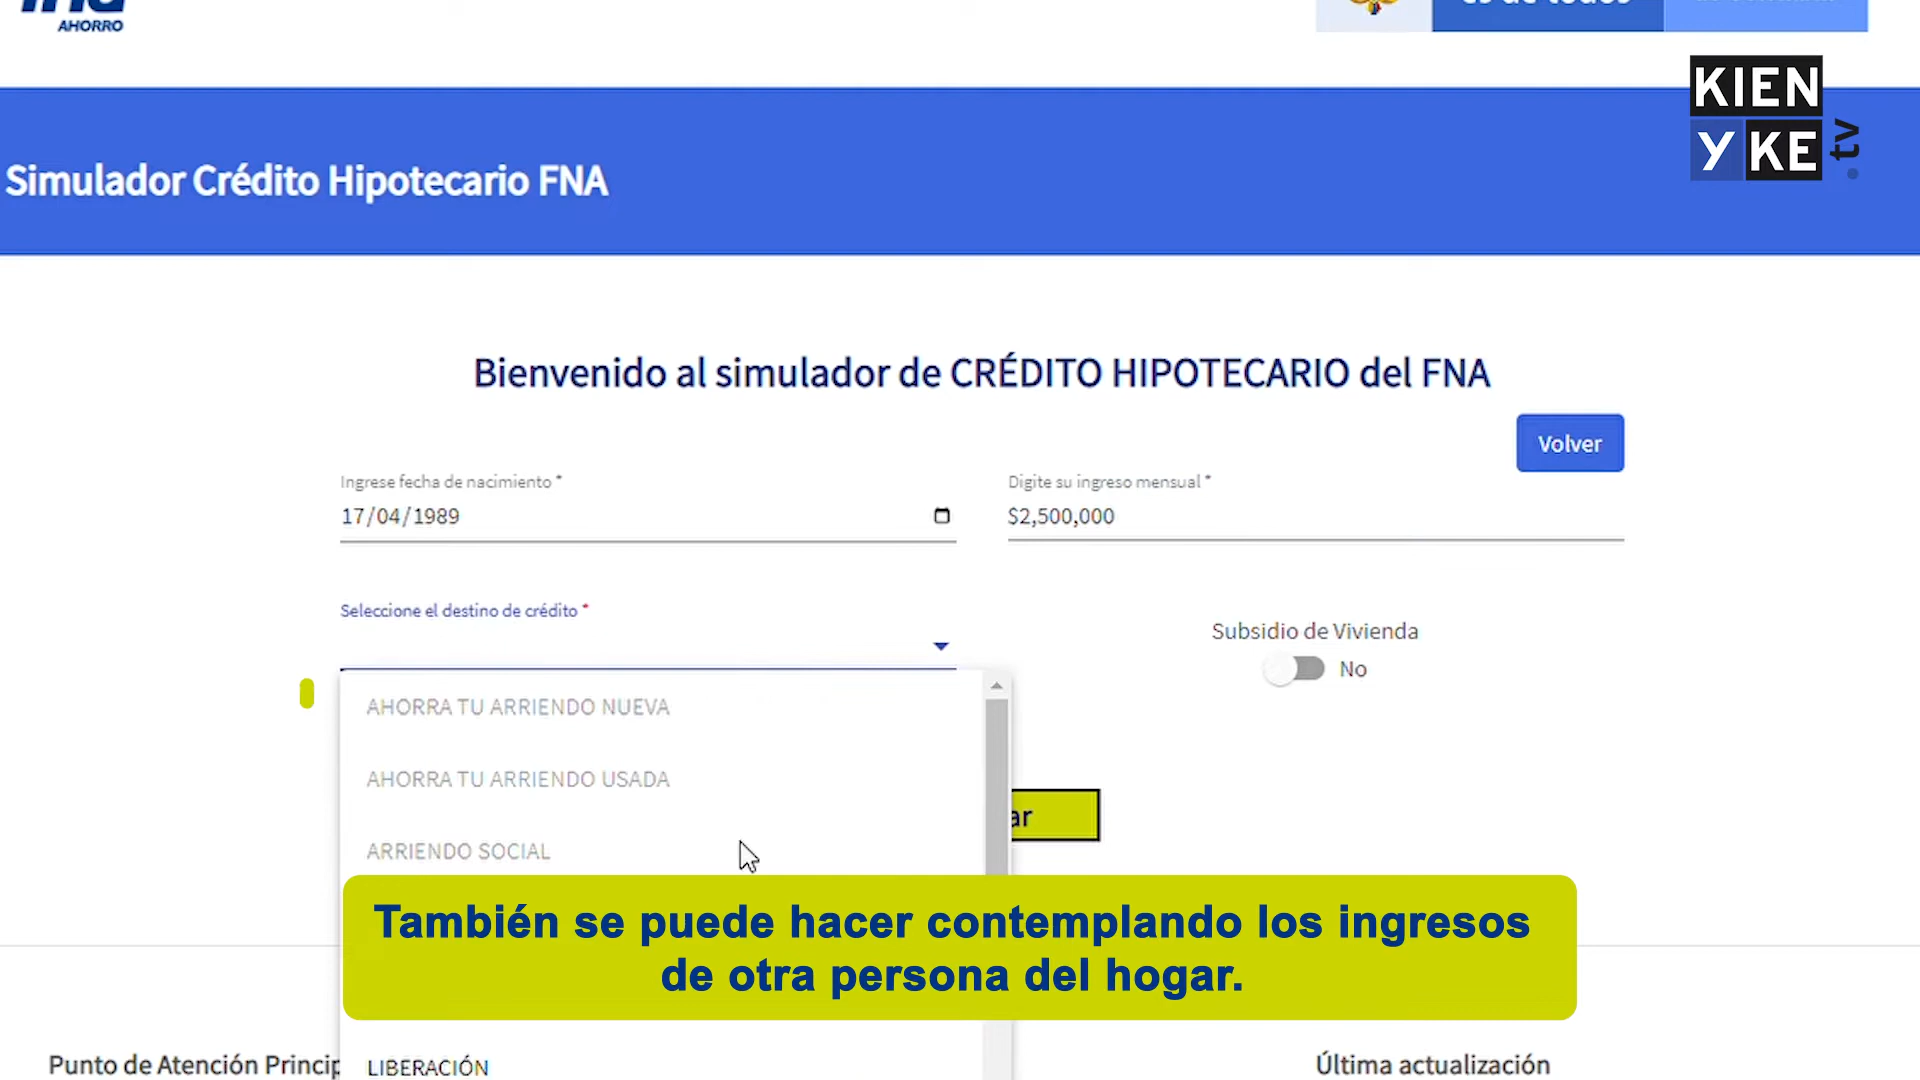 AHORRO
KIEN
Y KE .tv
Simulador Crédito Hipotecario FNA
Bienvenido al simulador de CRÉDITO HIPOTECARIO del FNA
Volver
Ingrese fecha de nacimiento *
Digite su ingreso mensual *
17/04/1989
$2,500,000
Seleccione el destino de crédito *
Subsidio de Vivienda
No
AHORRA TU ARRIENDO NUEVA
AHORRA TU ARRIENDO USADA
ar
ARRIENDO SOCIAL
También se puede hacer contemplando los ingresos
de otra persona del hogar.
Punto de Atención Princip
LIBERACIÓN
Última actualización